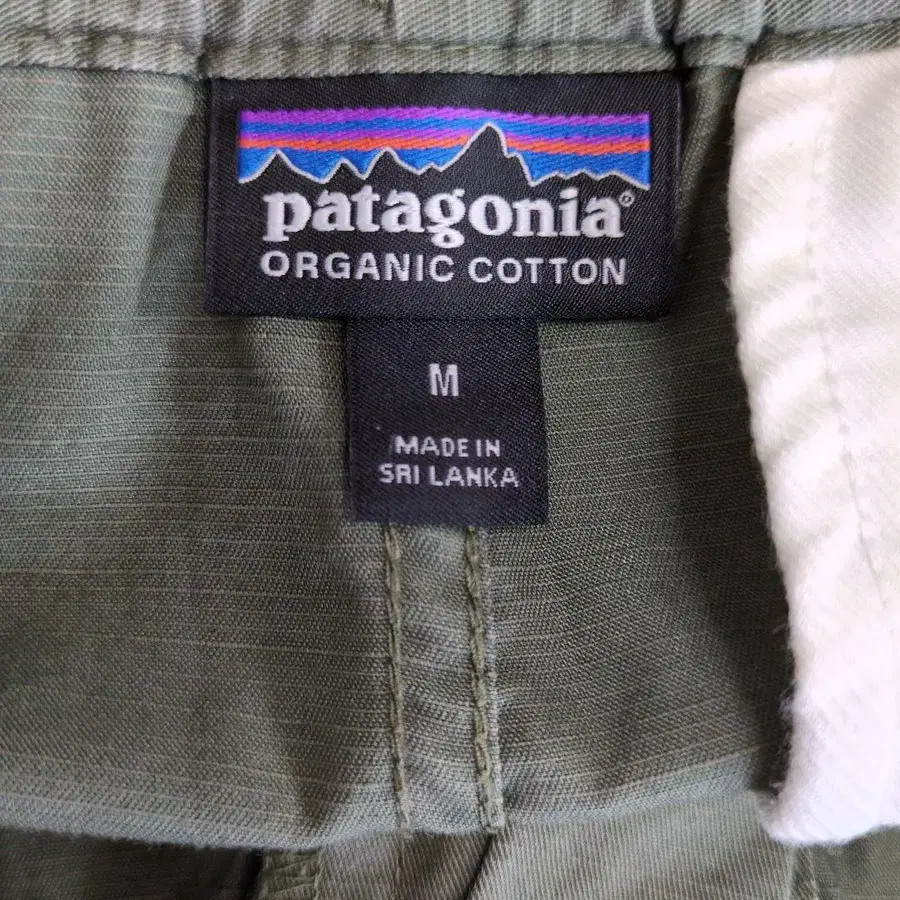 patagonia®
ORGANIC COTTON
M
MADE IN
SRI LANKA